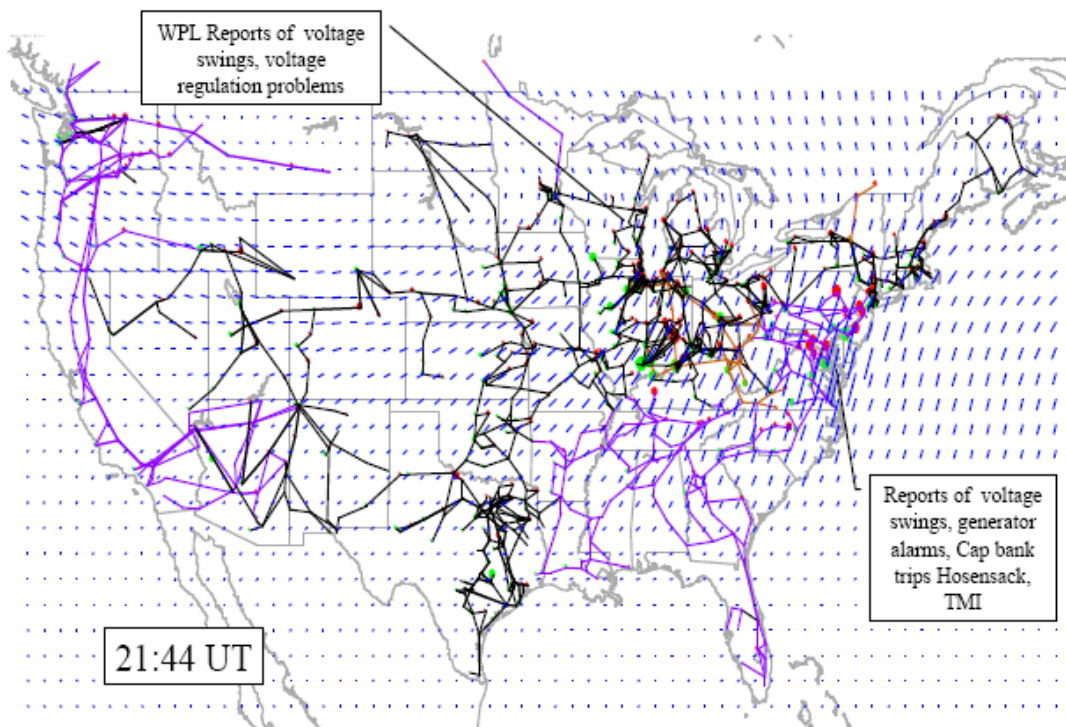 WPL Reports of voltage
swings, voltage
regulation problems
Reports of voltage
swings, generator
alarms, Cap bank
trips Hosensack,
TMI
21:44 UT